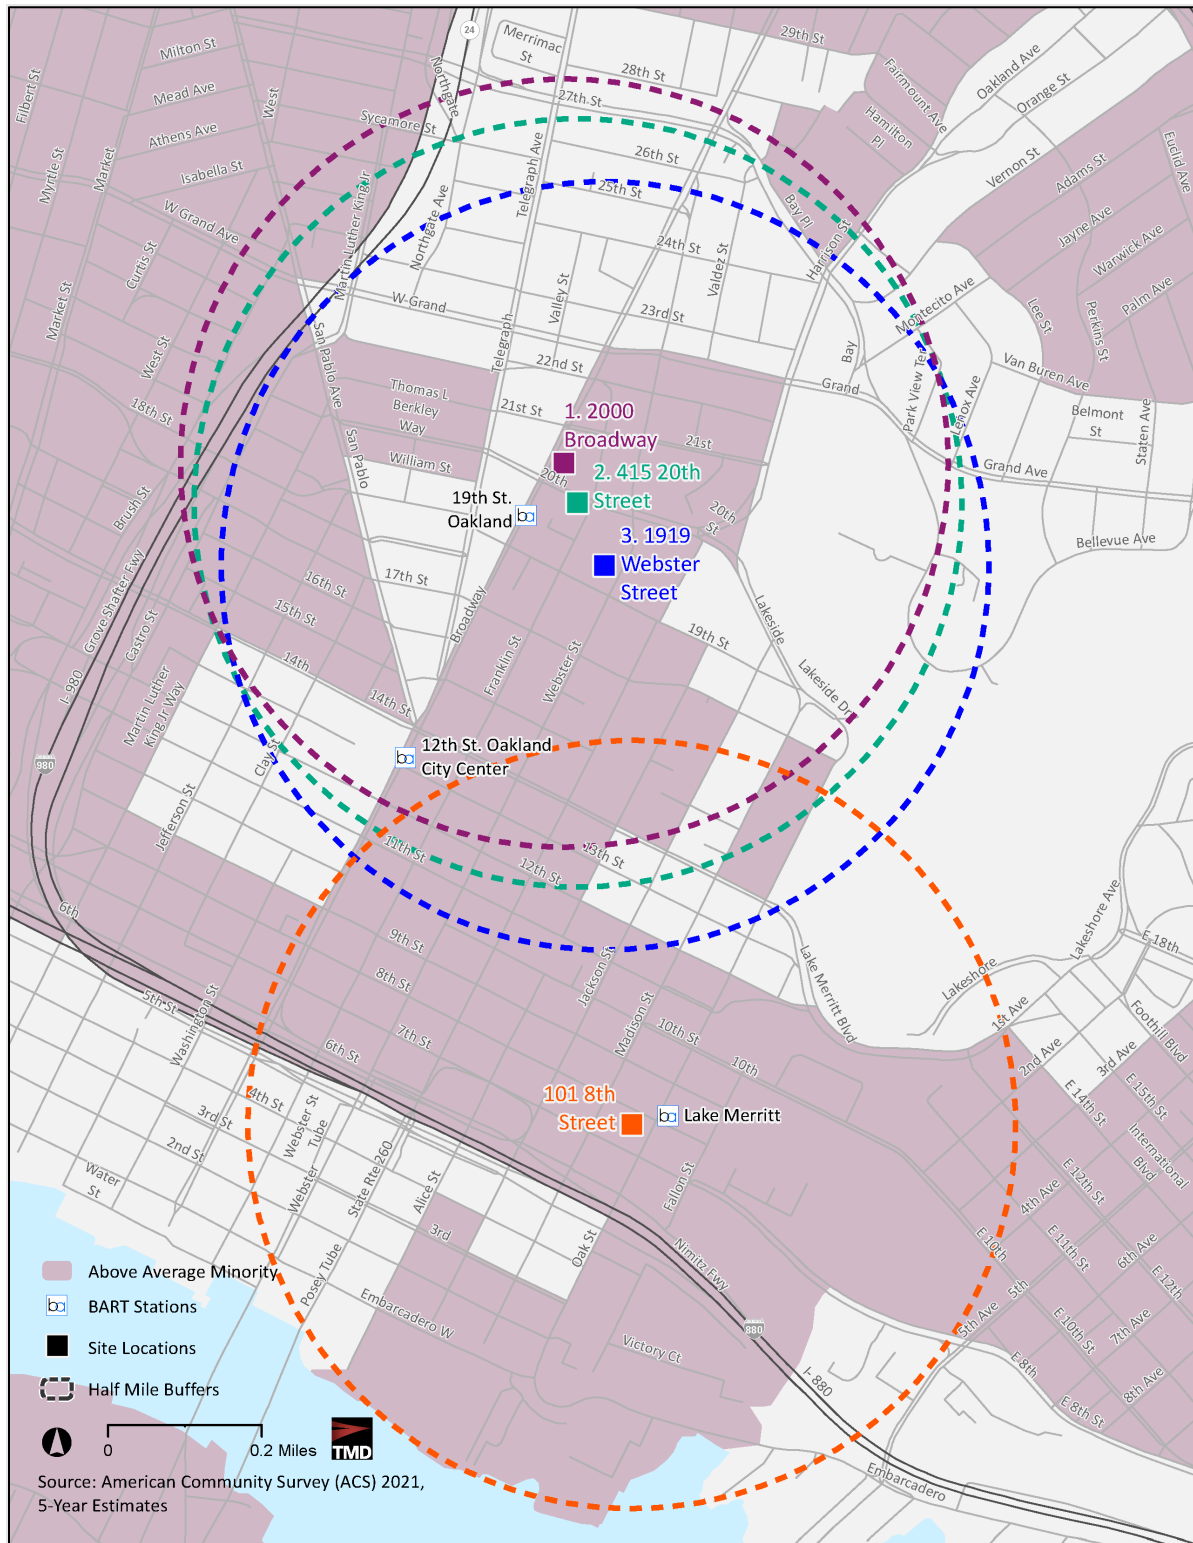 24
Merrimac
St
29th St
Milton St
28th St
Oakland Ave
Filbert St
Mead Ave
West
Northgate
27th St
Fairmount Ave
Orange St
Athens Ave
Sycamore St
Hamilton
Pl
Myrtle St
Market
Isabella St
Telegraph Ave
26th St
Vernon St
Adams St
Euclid Ave
25th St
Bay Pl
W Grand Ave
Martin Luther King Jr
Northgate Ave
24th St
Harrison St
Jayne Ave
Curtis St
Valdez St
Warwick Ave
Market St
W Grand
Valley St
23rd St
Montecito Ave
Lee St
Perkins St
Palm Ave
West St
San Pablo Ave
Telegraph
22nd St
Bay
Grand
Park View Ter
Van Buren Ave
18th St
Thomas L
Berkley
Way
21st St
1. 2000
Broadway
21st
Lenox Ave
Belmont
St
Staten Ave
San Pablo
William St
20th
2. 415 20th
Street
Grand Ave
Brush St
19th St.
Oakland
ba
20th
St
3. 1919
Webster
Street
Bellevue Ave
Grove Shafter Fwy
16th St
17th St
15th St
Broadway
Lakeside
Castro St
19th St
I- 980
14th
Franklin St
Webster St
Martin Luther
King Jr Way
14th St
Lakeside Dr
980
Clay St
ba
12th St. Oakland
City Center
Jefferson St
11th St
12th St
13th St
6th
9th St
Jackson St
Lake Merritt Blvd
Lakeshore Ave
E 18th
Lakeshore
5th St
Washington St
8th St
Madison St
1st Ave
Foothill Blvd
7th St
6th St
10th St
10th
2nd Ave
3rd Ave
E 15th St
4th St
3rd St
2nd St
Webster St
Tube
101 8th
Street
ba
Lake Merritt
E 14th St
International
Blvd
Water
St
Webster
State Rte 260
Alice St
Fallon St
E 12th St
4th Ave
3rd
Oak St
Nimitz Fwy
E 10th
E 11th St
6th Ave
E 12th
Posey Tube
5th
5th Ave
Above Average Minority
Embarcadero W
880
E 10th St
7th Ave
ba
BART Stations
Victory Ct
Site Locations
I- 880
E 8th
8th Ave
Half Mile Buffers
E 8th St
0
0.2 Miles
TMD
Embarcadero
Source: American Community Survey (ACS) 2021,
5-Year Estimates